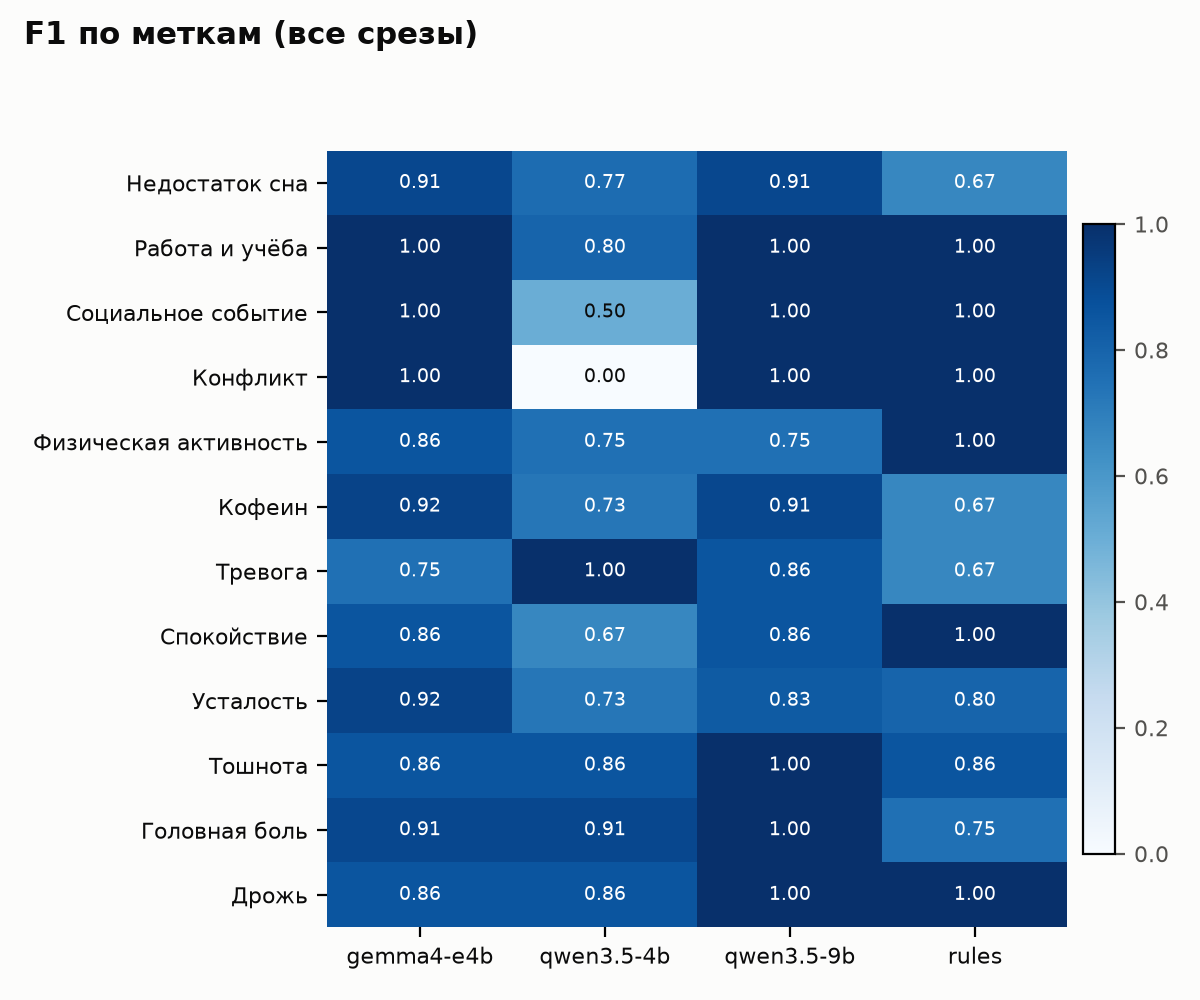 F1 по меткам (все срезы)
Недостаток сна 0.91 0.77 0.91 0.67
Работа и учёба 1.00 0.80 1.00 1.00
Социальное событие 1.00 0.50 1.00 1.00
Конфликт 1.00 0.00 1.00 1.00
Физическая активность 0.86 0.75 0.75 1.00
Кофеин 0.92 0.73 0.91 0.67
Тревога 0.75 1.00 0.86 0.67
Спокойствие 0.86 0.67 0.86 1.00
Усталость 0.92 0.73 0.83 0.80
Тошнота 0.86 0.86 1.00 0.86
Головная боль 0.91 0.91 1.00 0.75
Дрожь 0.86 0.86 1.00 1.00
gemma4-e4b qwen3.5-4b qwen3.5-9b rules
1.0
0.8
0.6
0.4
0.2
0.0